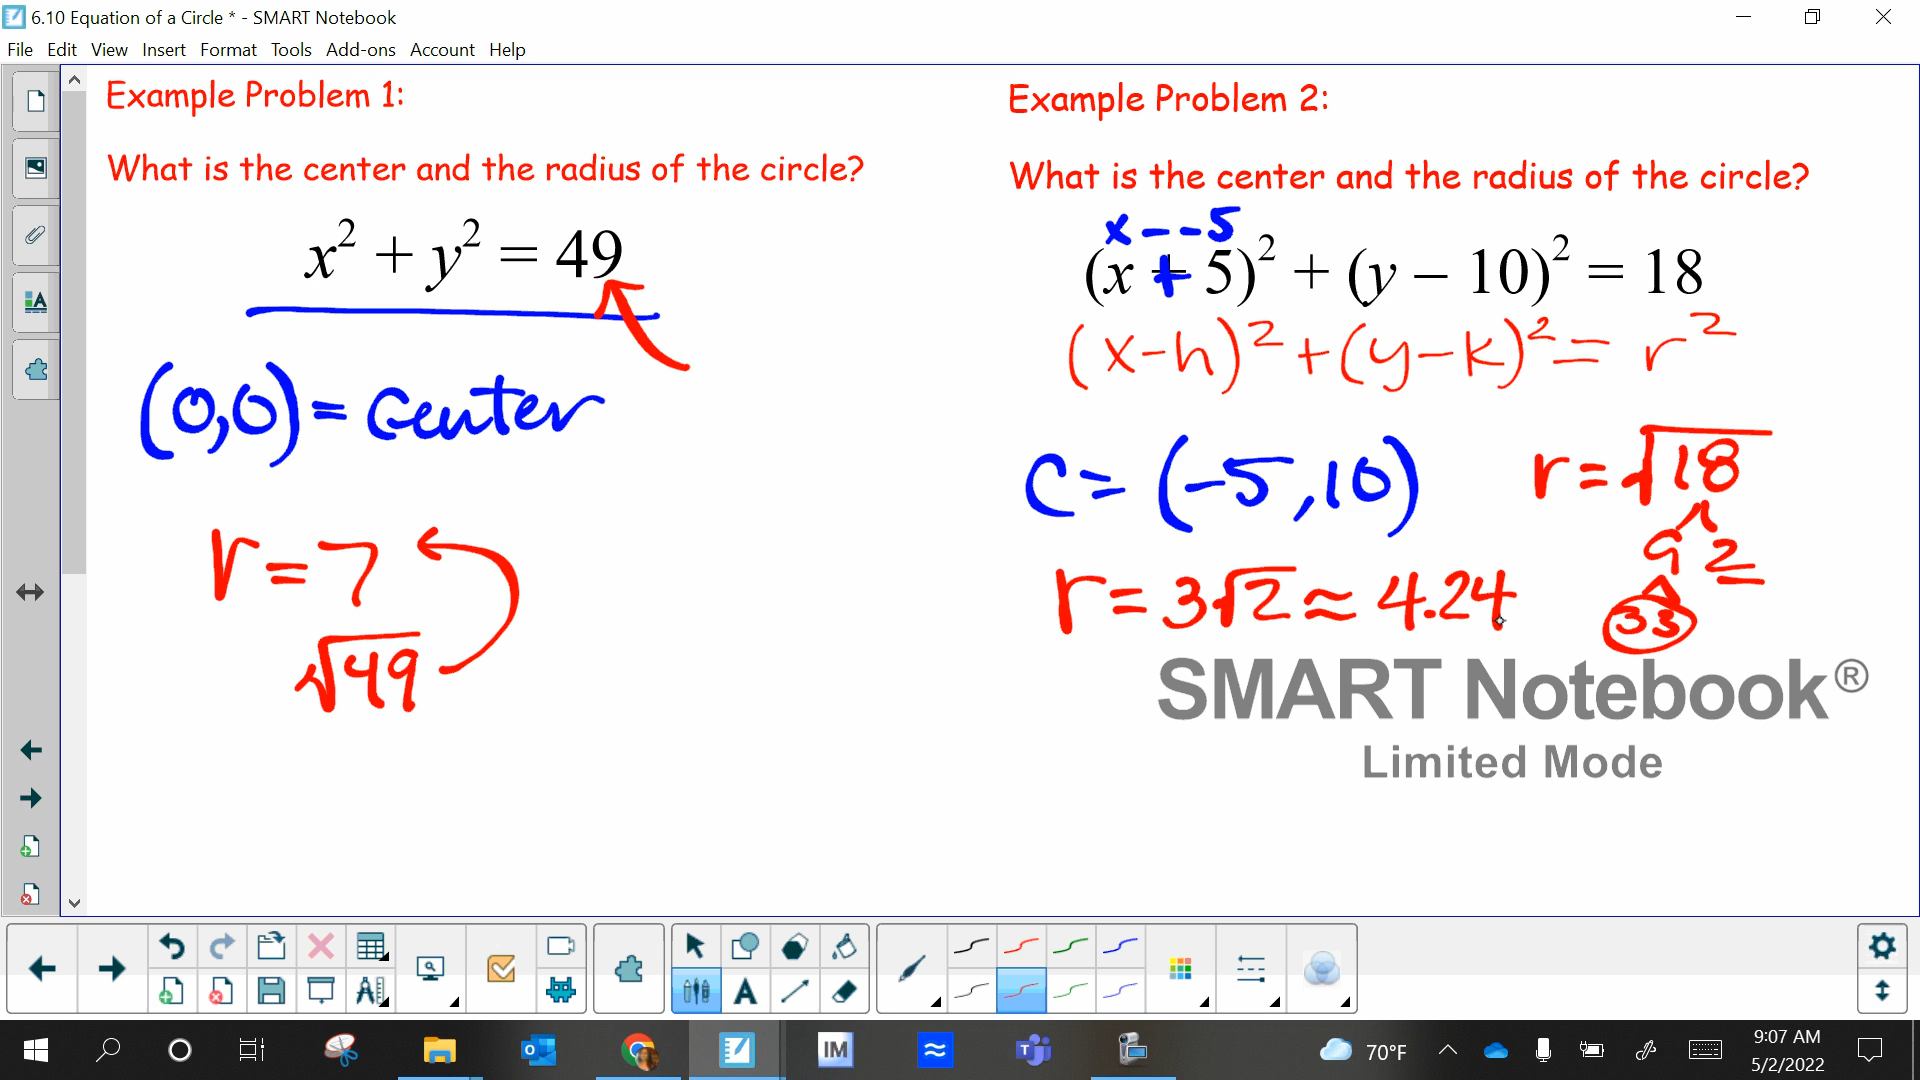 6.10 Equation of a Circle * - SMART Notebook
File Edit View Insert Format Tools Add-ons Account Help
Example Problem 1:
What is the center and the radius of the circle?
x² + y² = 49
(0,0) = center
r = 7
√49
Example Problem 2:
What is the center and the radius of the circle?
x - -5
(x + 5)² + (y – 10)² = 18
(x-h)² + (y-k)² = r²
c = (-5, 10)
r = √18
9 2
3 3
r = 3√2 ≈ 4.24
SMART Notebook®
Limited Mode
A
IM
70°F
9:07 AM
5/2/2022